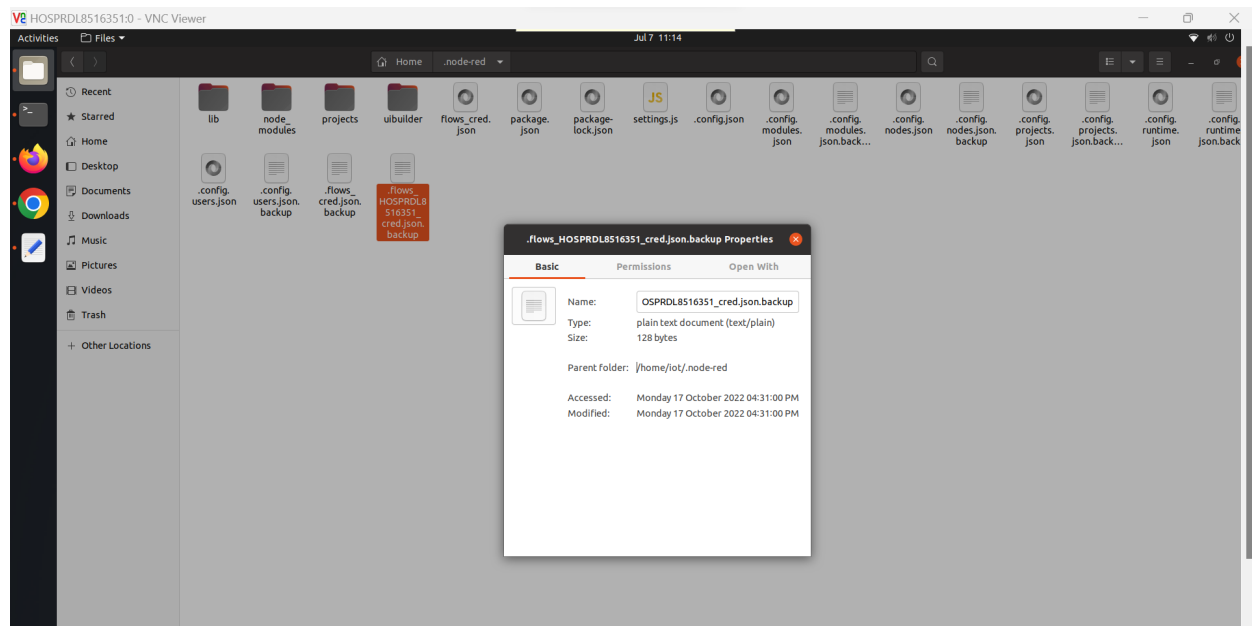 HOSPRDL8516351:0 - VNC Viewer
Activities Files Jul 7 11:14
Home .node-red
Recent
Starred
Home
Desktop
Documents
Downloads
Music
Pictures
Videos
Trash
+ Other Locations
lib
node_
modules
projects
uibuilder
flows_cred.
json
package.
json
package-
lock.json
JS
settings.js
.config.json
.config.
modules.
json
.config.
modules.
json.back...
.config.
nodes.json
.config.
nodes.json.
backup
.config.
projects.
json
.config.
projects.
json.back...
.config.
runtime.
json
.config.
runtime
json.back
.config.
users.json
.config.
users.json.
backup
.flows_
cred.json.
backup
.flows_
HOSPRDL8
516351_
cred.json.
backup
.flows_HOSPRDL8516351_cred.json.backup Properties
Basic Permissions Open With
Name: OSPRDL8516351_cred.json.backup
Type: plain text document (text/plain)
Size: 128 bytes
Parent folder: /home/iot/.node-red
Accessed: Monday 17 October 2022 04:31:00 PM
Modified: Monday 17 October 2022 04:31:00 PM